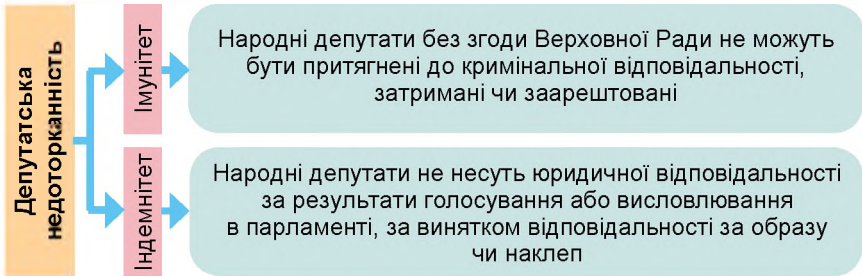 Депутатська
недоторканність
Імунітет
Народні депутати без згоди Верховної Ради не можуть
бути притягнені до кримінальної відповідальності,
затримані чи заарештовані
Індемнітет
Народні депутати не несуть юридичної відповідальності
за результати голосування або висловлювання
в парламенті, за винятком відповідальності за образу
чи наклеп